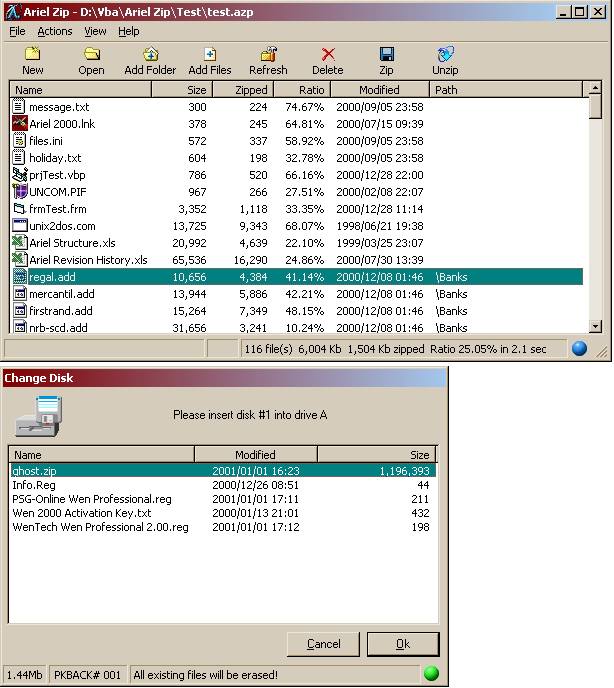 Ariel Zip - D:\Vba\Ariel Zip\Test\test.azp
File Actions View Help
New Open Add Folder Add Files Refresh Delete Zip Unzip
Name Size Zipped Ratio Modified Path
message.txt 300 224 74.67% 2000/09/05 23:58
Ariel 2000.lnk 378 245 64.81% 2000/07/15 09:39
files.ini 572 337 58.92% 2000/09/05 23:58
holiday.txt 604 198 32.78% 2000/09/05 23:58
prjTest.vbp 786 520 66.16% 2000/12/28 22:00
UNCOM.PIF 967 266 27.51% 2000/02/08 22:07
frmTest.frm 3,352 1,118 33.35% 2000/12/28 11:14
unix2dos.com 13,725 9,343 68.07% 1998/06/21 19:38
Ariel Structure.xls 20,992 4,639 22.10% 1999/03/25 23:07
Ariel Revision History.xls 65,536 16,290 24.86% 2000/07/30 13:39
regal.add 10,656 4,384 41.14% 2000/12/08 01:46 \Banks
mercantil.add 13,944 5,886 42.21% 2000/12/08 01:46 \Banks
firstrand.add 15,264 7,349 48.15% 2000/12/08 01:46 \Banks
nrb-scd.add 31,656 3,241 10.24% 2000/12/08 01:46 \Banks
116 file(s) 6,004 Kb 1,504 Kb zipped Ratio 25.05% in 2.1 sec
Change Disk
Please insert disk #1 into drive A
Name Modified Size
ghost.zip 2001/01/01 16:23 1,196,393
Info.Reg 2000/12/26 08:51 44
PSG-Online Wen Professional.reg 2001/01/01 17:11 211
Wen 2000 Activation Key.txt 2000/01/13 21:01 432
WenTech Wen Professional 2.00.reg 2001/01/01 17:12 198
Cancel Ok
1.44Mb PKBACK# 001 All existing files will be erased!